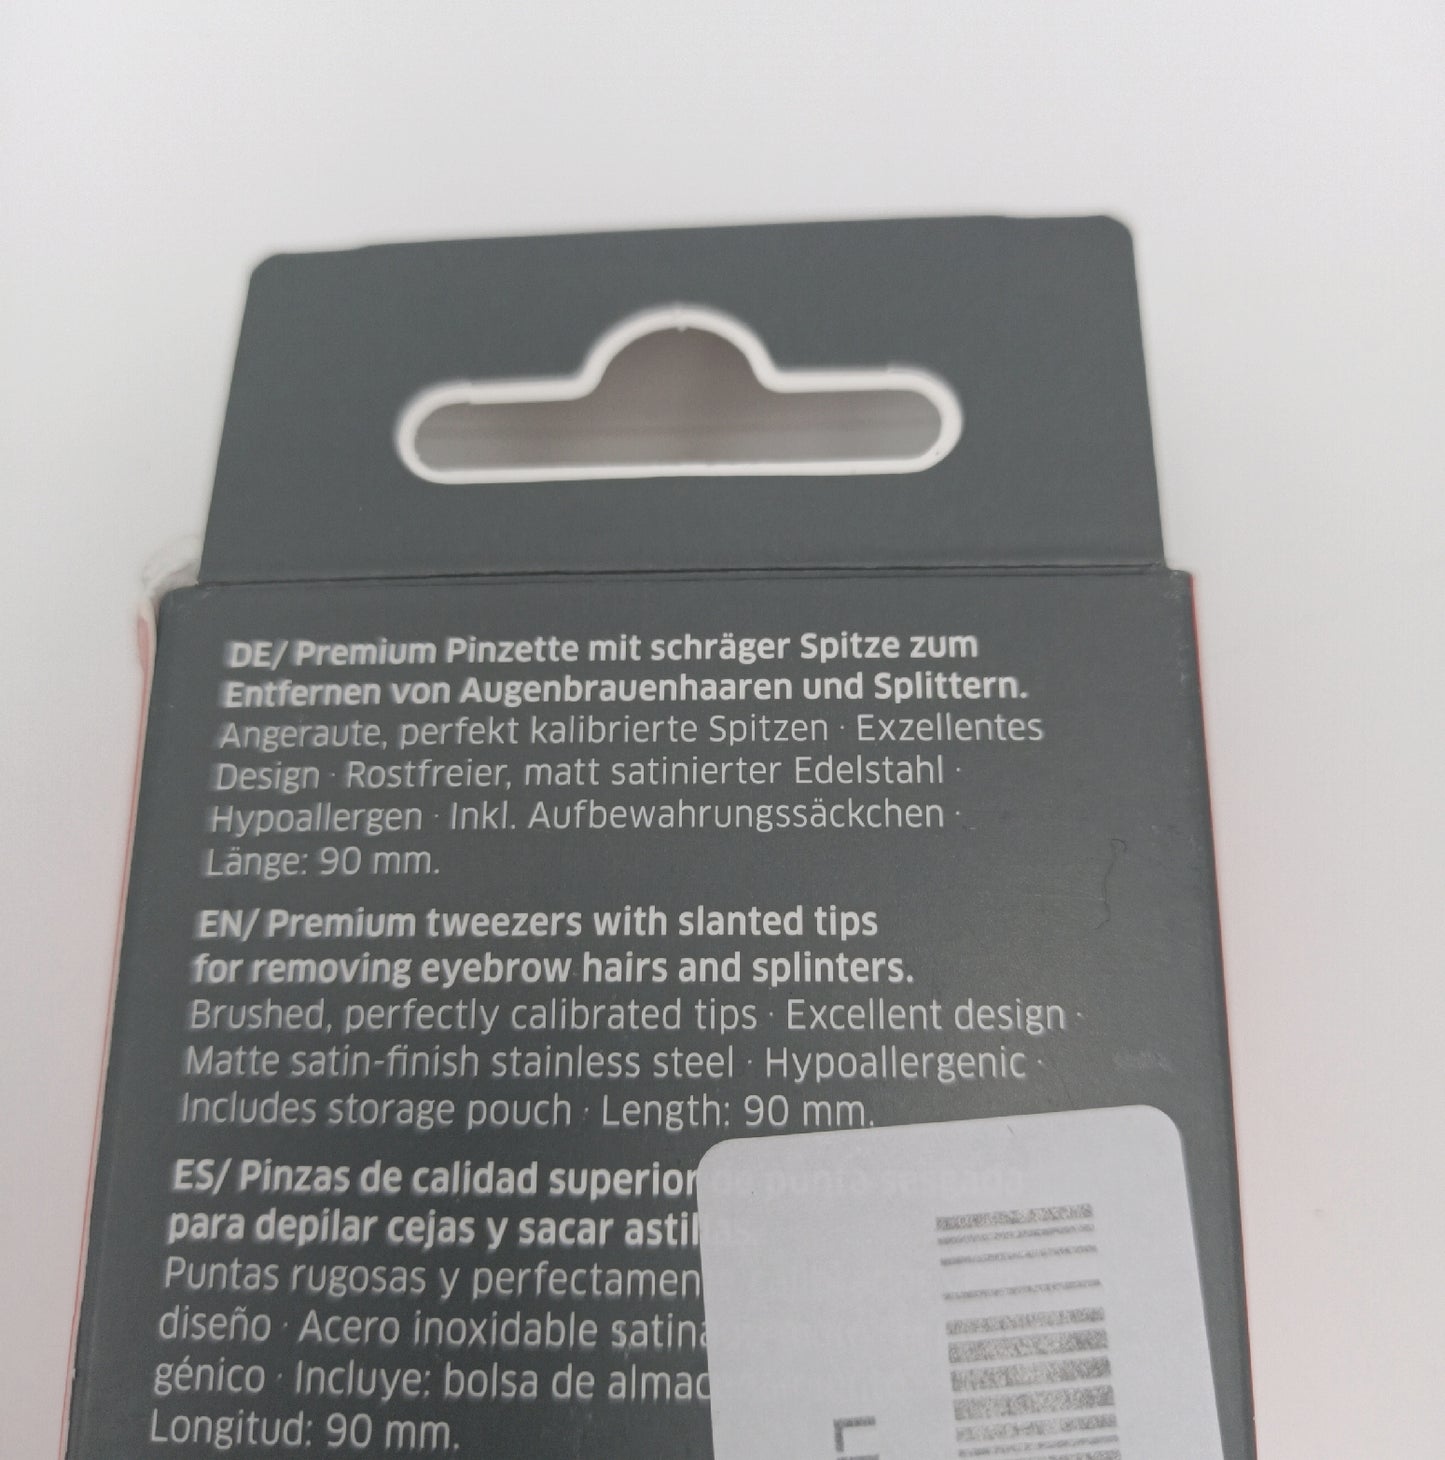 DE/ Premium Pinzette mit schräger Spitze zum
Entfernen von Augenbrauenhaaren und Splittern.
Angeraute, perfekt kalibrierte Spitzen · Exzellentes
Design · Rostfreier, matt satinierter Edelstahl ·
Hypoallergen · Inkl. Aufbewahrungssäckchen ·
Länge: 90 mm.
EN/ Premium tweezers with slanted tips
for removing eyebrow hairs and splinters.
Brushed, perfectly calibrated tips · Excellent design ·
Matte satin-finish stainless steel · Hypoallergenic ·
Includes storage pouch · Length: 90 mm.
ES/ Pinzas de calidad superior de punta sesgada
para depilar cejas y sacar astillas.
Puntas rugosas y
diseño · Acero inoxidable
génico · Incluye: bolsa de
Longitud: 90 mm.